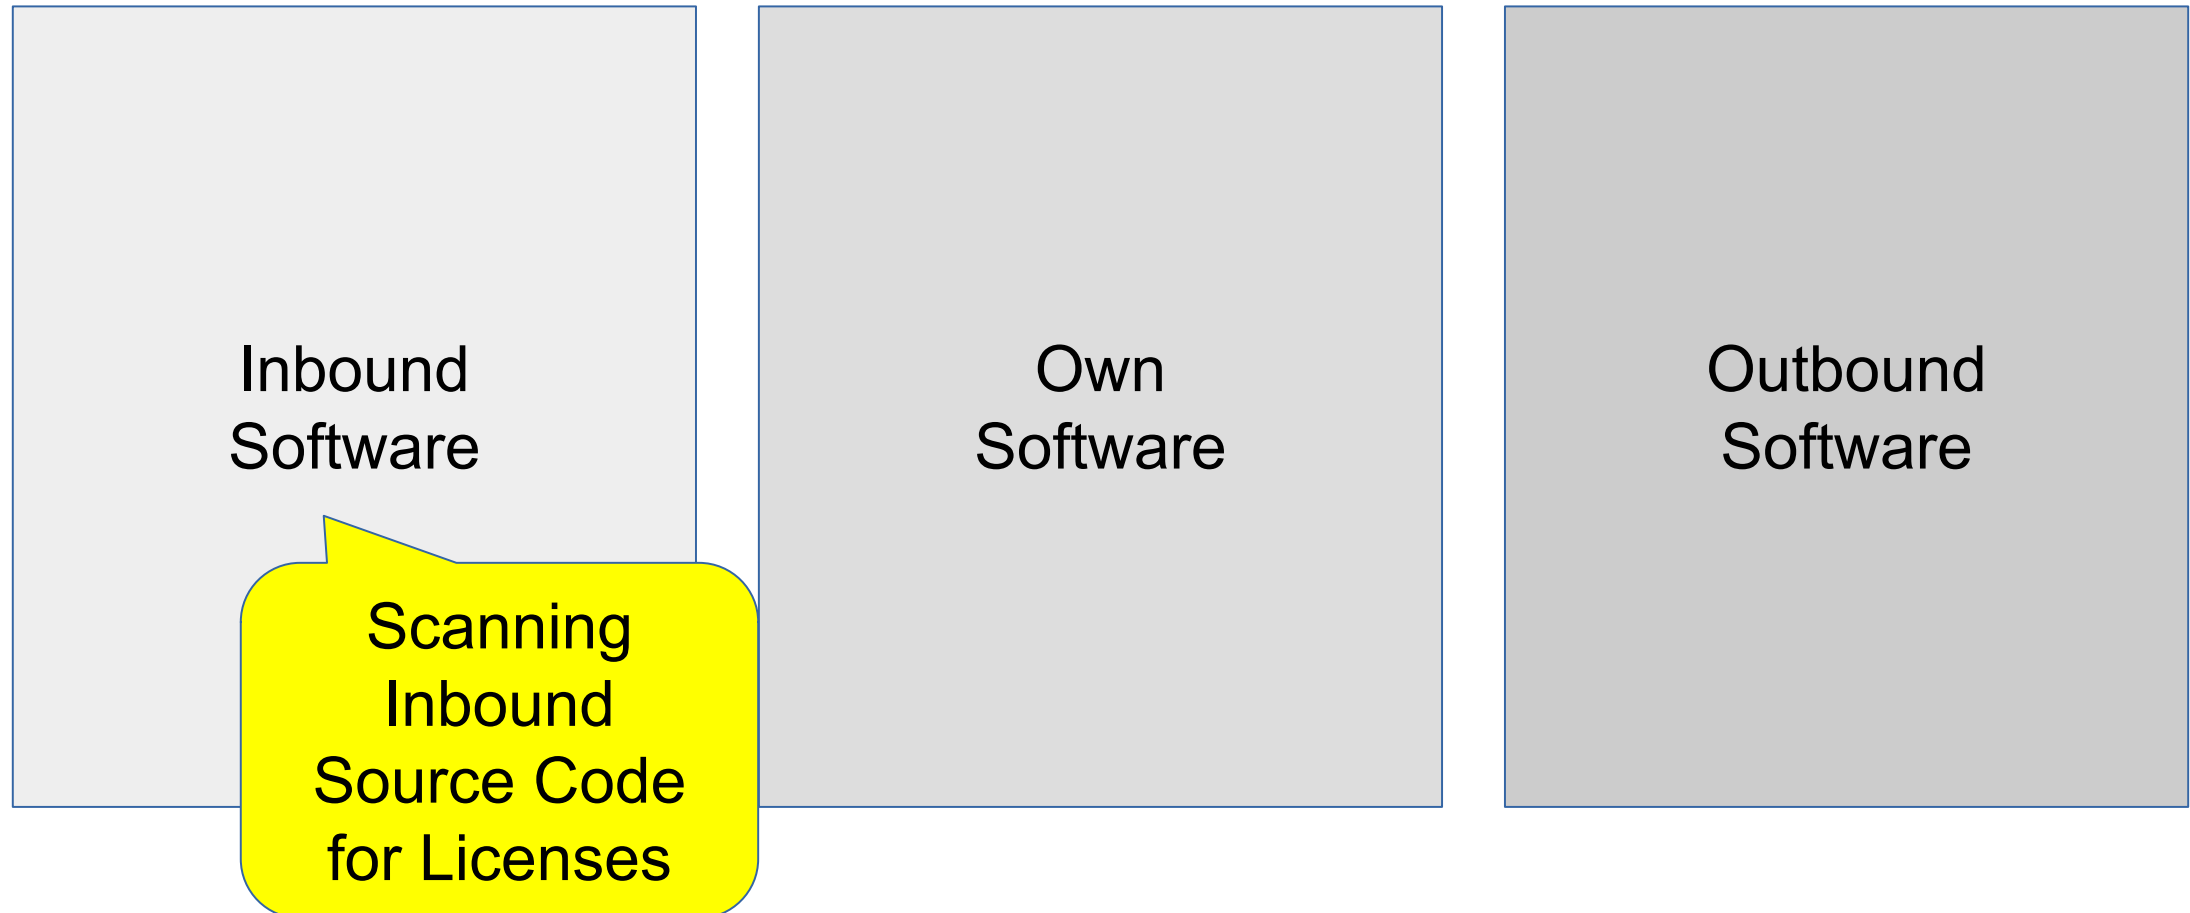 Inbound
Software
Own
Software
Outbound
Software
Scanning
Inbound
Source Code
for Licenses